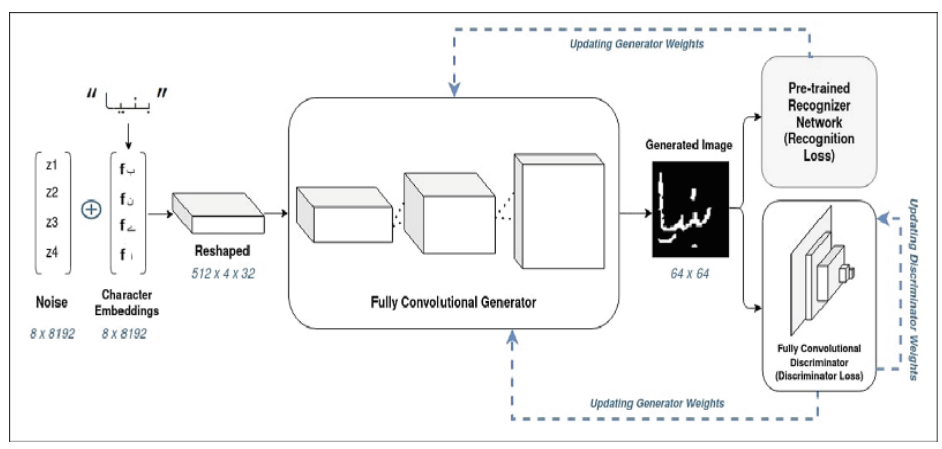 Updating Generator Weights
Pre-trained
Recognizer
Network
(Recognition
Loss)
" بنیا "
Generated Image
z1
z2
z3
z4
f ب
f ن
f ے
f ا
Reshaped
512 x 4 x 32
64 x 64
Noise
8 x 8192
Character
Embeddings
8 x 8192
Fully Convolutional Generator
Fully Convolutional
Discriminator
(Discriminator Loss)
Updating Discriminator Weights
Updating Generator Weights